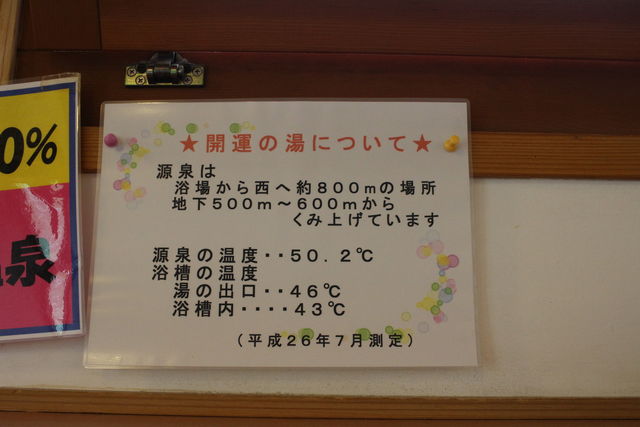 ★開運の湯について★
源泉は
浴場から西へ約800mの場所
地下500m～600mから
くみ上げています
源泉の温度‥50.2℃
浴槽の温度
湯の出口‥46℃
浴槽内‥‥43℃
（平成26年7月測定）
0%
泉